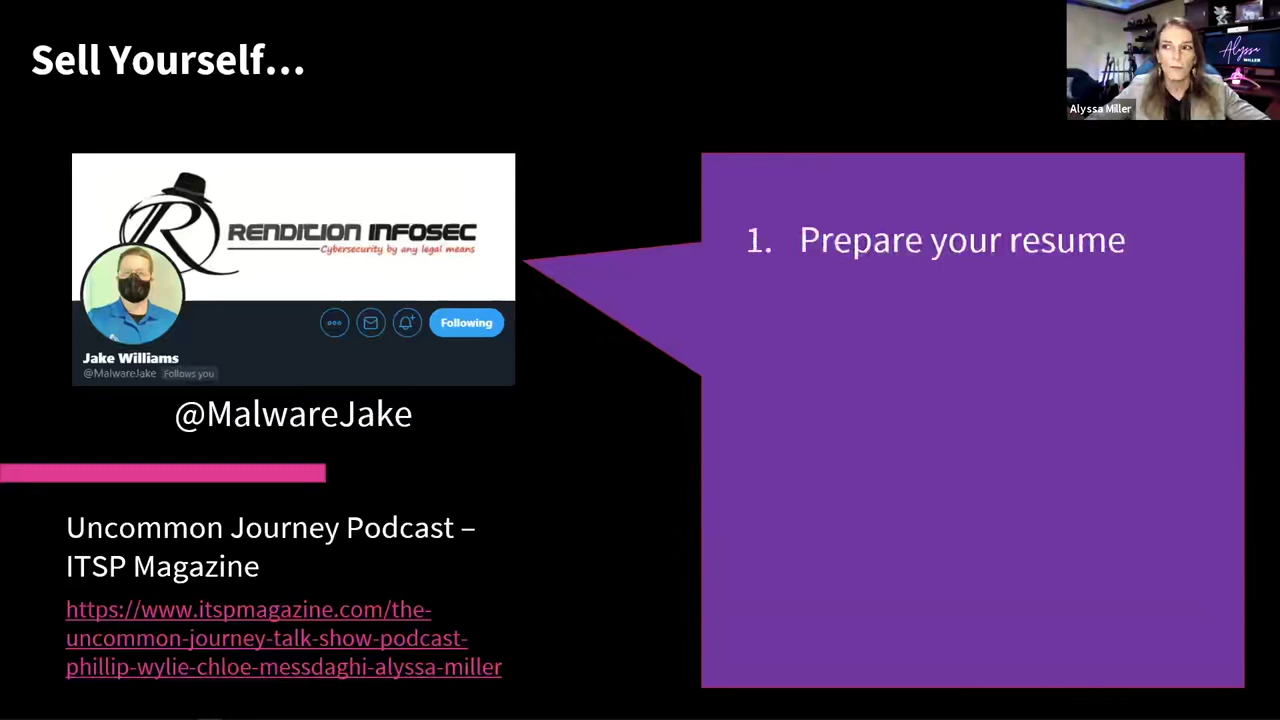 Sell Yourself...
Alyssa
MILLER
Alyssa Miller
R RENDITION INFOSEC
Cybersecurity by any legal means
Following
Jake Williams
@MalwareJake Follows you
@MalwareJake
1. Prepare your resume
Uncommon Journey Podcast –
ITSP Magazine
https://www.itspmagazine.com/the-
uncommon-journey-talk-show-podcast-
phillip-wylie-chloe-messdaghi-alyssa-miller